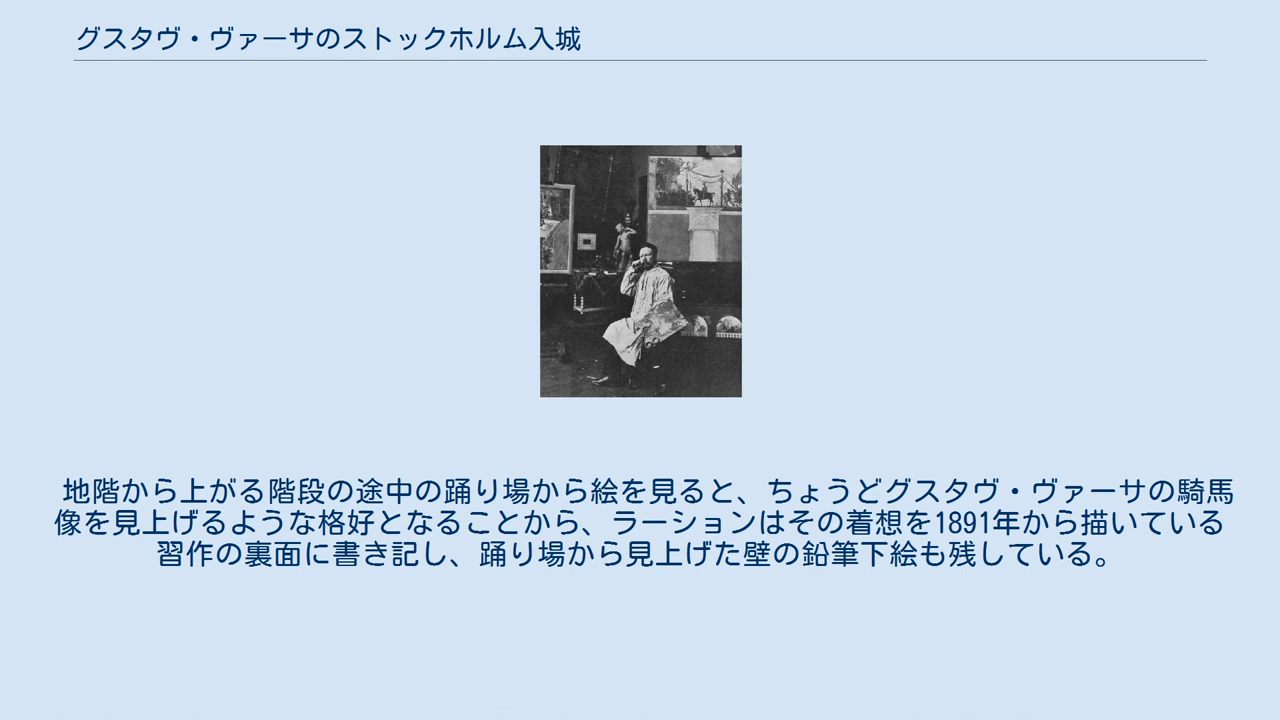 グスタヴ・ヴァーサのストックホルム入城
地階から上がる階段の途中の踊り場から絵を見ると、ちょうどグスタヴ・ヴァーサの騎馬
像を見上げるような格好となることから、ラーションはその着想を1891年から描いている
習作の裏面に書き記し、踊り場から見上げた壁の鉛筆下絵も残している。